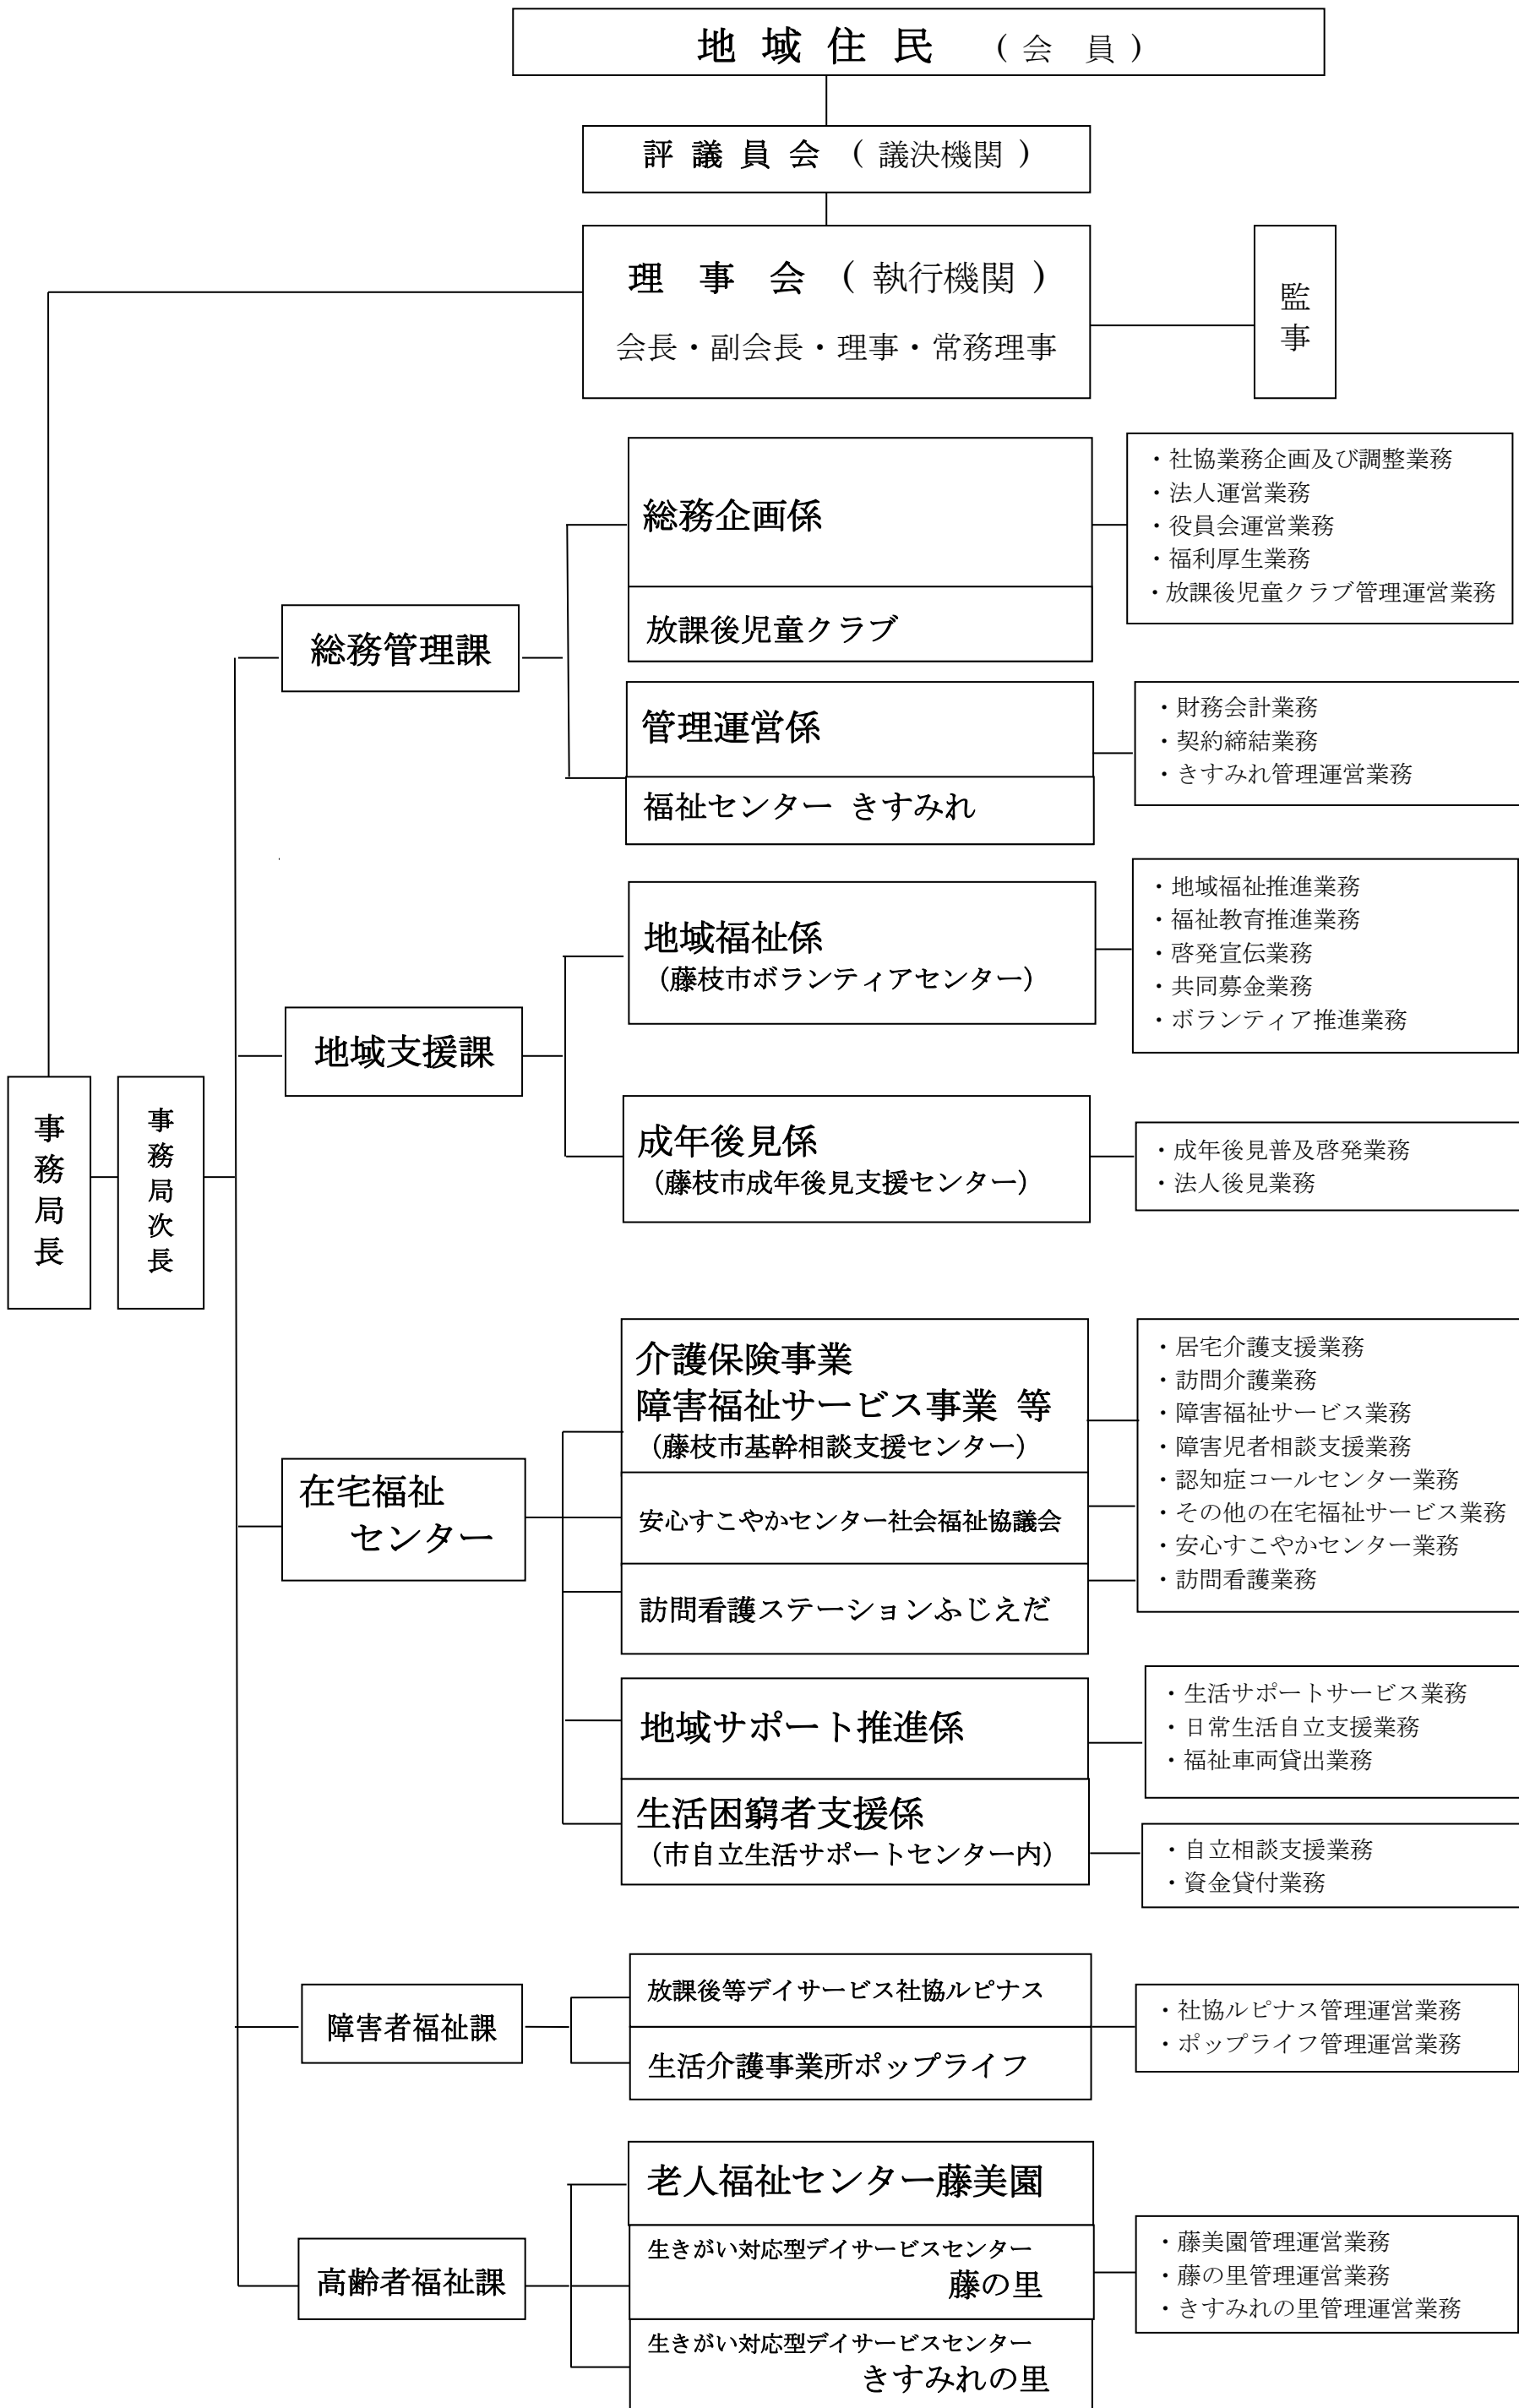 地域住民 (会 員)
評議員会 (議決機関)
理 事 会 (執行機関)
会長・副会長・理事・常務理事
監事
総務企画係
・社協業務企画及び調整業務
・法人運営業務
・役員会運営業務
・福利厚生業務
・放課後児童クラブ管理運営業務
放課後児童クラブ
総務管理課
管理運営係
・財務会計業務
・契約締結業務
・きすみれ管理運営業務
福祉センター きすみれ
地域福祉係
(藤枝市ボランティアセンター)
・地域福祉推進業務
・福祉教育推進業務
・啓発宣伝業務
・共同募金業務
・ボランティア推進業務
地域支援課
事務局長
事務局次長
成年後見係
(藤枝市成年後見支援センター)
・成年後見普及啓発業務
・法人後見業務
介護保険事業
障害福祉サービス事業 等
(藤枝市基幹相談支援センター)
・居宅介護支援業務
・訪問介護業務
・障害福祉サービス業務
・障害児者相談支援業務
・認知症コールセンター業務
・その他の在宅福祉サービス業務
・安心すこやかセンター業務
・訪問看護業務
在宅福祉
センター
安心すこやかセンター社会福祉協議会
訪問看護ステーションふじえだ
地域サポート推進係
・生活サポートサービス業務
・日常生活自立支援業務
・福祉車両貸出業務
生活困窮者支援係
(市自立生活サポートセンター内)
・自立相談支援業務
・資金貸付業務
障害者福祉課
放課後等デイサービス社協ルピナス
生活介護事業所ポップライフ
・社協ルピナス管理運営業務
・ポップライフ管理運営業務
高齢者福祉課
老人福祉センター藤美園
生きがい対応型デイサービスセンター
藤の里
・藤美園管理運営業務
・藤の里管理運営業務
・きすみれの里管理運営業務
生きがい対応型デイサービスセンター
きすみれの里